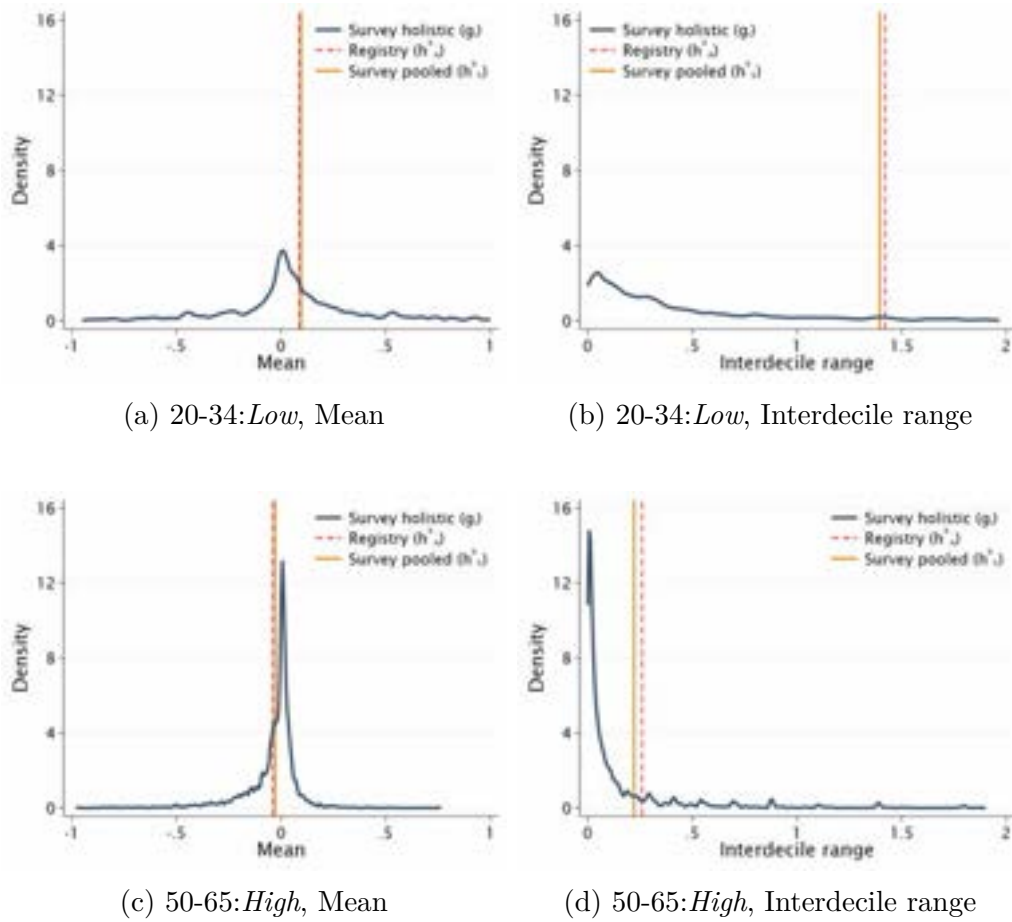 16
12
8
4
0
Density
Survey holistic (gᵢ)
Registry (h*ₛ)
Survey pooled (h*ₛ)
-1 -.5 0 .5 1
Mean
(a) 20-34:Low, Mean
16
12
8
4
0
Density
Survey holistic (gᵢ)
Registry (h*ₛ)
Survey pooled (h*ₛ)
0 .5 1 1.5 2
Interdecile range
(b) 20-34:Low, Interdecile range
16
12
8
4
0
Density
Survey holistic (gᵢ)
Registry (h*ₛ)
Survey pooled (h*ₛ)
-1 -.5 0 .5 1
Mean
(c) 50-65:High, Mean
16
12
8
4
0
Density
Survey holistic (gᵢ)
Registry (h*ₛ)
Survey pooled (h*ₛ)
0 .5 1 1.5 2
Interdecile range
(d) 50-65:High, Interdecile range